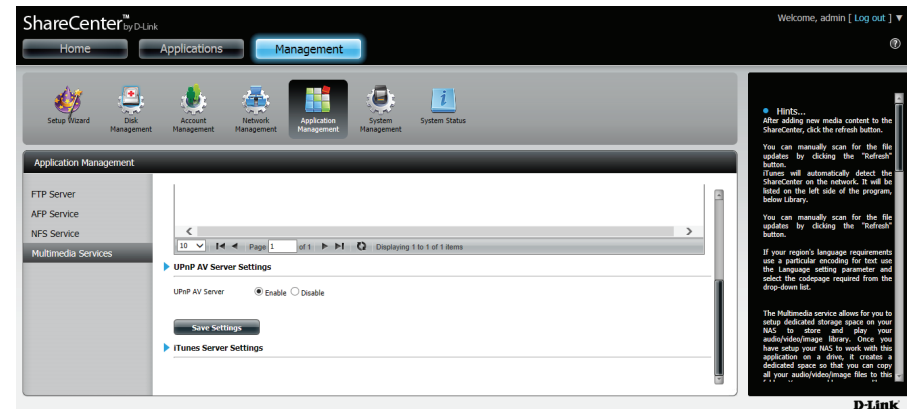 ShareCenter™ by D-Link
Welcome, admin [ Log out ] ▼
Home
Applications
Management
Setup Wizard
Disk Management
Account Management
Network Management
Application Management
System Management
System Status
Application Management
FTP Server
AFP Service
NFS Service
Multimedia Services
10
Page 1 of 1
Displaying 1 to 1 of 1 items
UPnP AV Server Settings
UPnP AV Server
Enable
Disable
Save Settings
iTunes Server Settings
Hints...
After adding new media content to the
ShareCenter, click the refresh button.
You can manually scan for the file
updates by clicking the "Refresh"
button.
iTunes will automatically detect the
ShareCenter on the network. It will be
listed on the left side of the program,
below Library.
You can manually scan for the file
updates by clicking the "Refresh"
button.
If your region's language requirements
use a particular encoding for text use
the Language setting parameter and
select the codepage required from the
drop-down list.
The Multimedia service allows for you to
setup dedicated storage space on your
NAS to store and play your
audio/video/image library. Once you
have setup your NAS to work with this
application on a drive, it creates a
dedicated space so that you can copy
all your audio/video/image files to this
D-Link